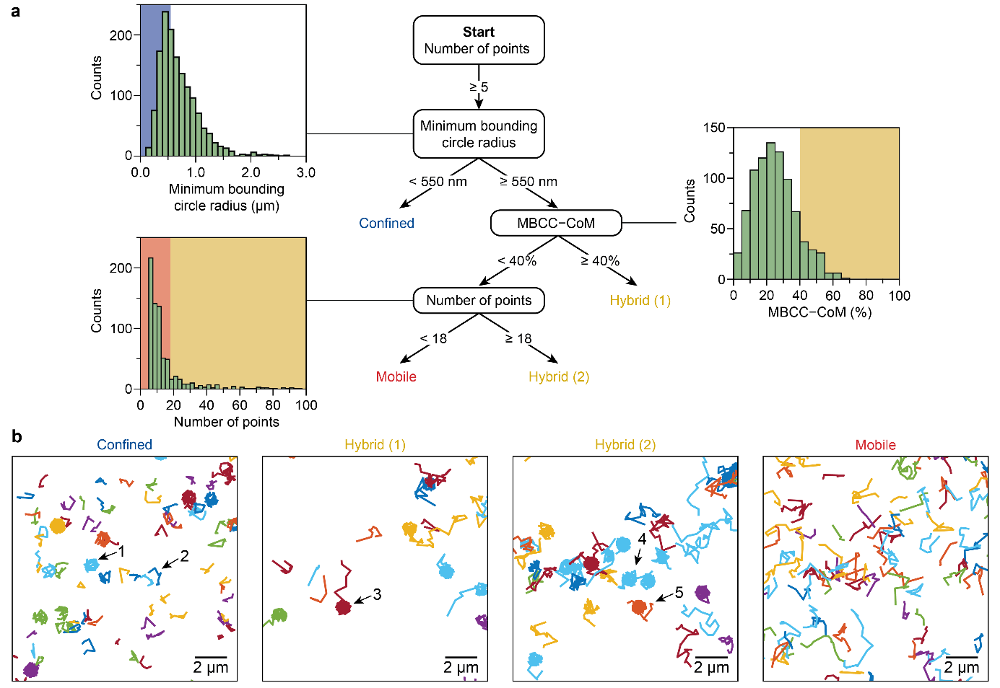 a
200
100
0
Counts
0.0
1.0
2.0
3.0
Minimum bounding
circle radius (μm)
Start
Number of points
≥ 5
Minimum bounding
circle radius
< 550 nm
≥ 550 nm
Confined
MBCC−CoM
< 40%
≥ 40%
Number of points
Hybrid (1)
< 18
≥ 18
Mobile
Hybrid (2)
150
100
50
0
Counts
0
20
40
60
80
100
MBCC−CoM (%)
200
100
0
Counts
0
20
40
60
80
100
Number of points
b
Confined
Hybrid (1)
Hybrid (2)
Mobile
1
2
3
4
5
2 μm
2 μm
2 μm
2 μm